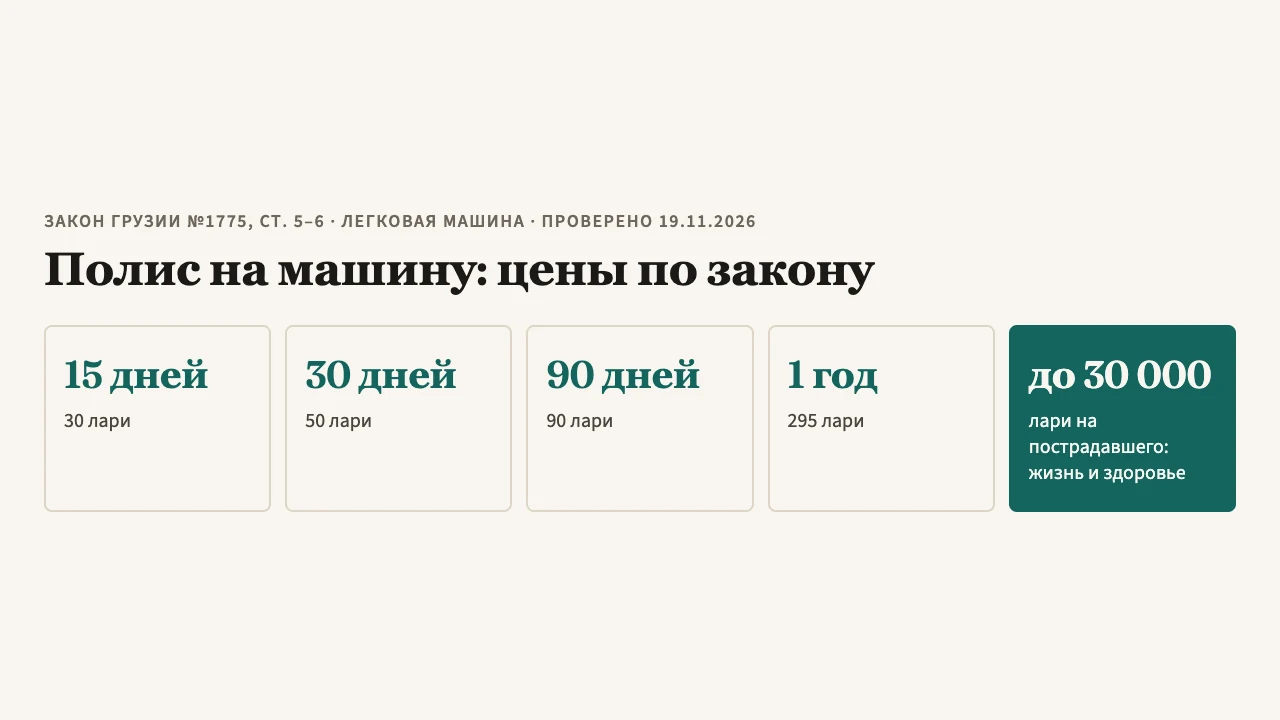 ЗАКОН ГРУЗИИ №1775, СТ. 5–6 · ЛЕГКОВАЯ МАШИНА · ПРОВЕРЕНО 19.11.2026
Полис на машину: цены по закону
15 дней
30 лари
30 дней
50 лари
90 дней
90 лари
1 год
295 лари
до 30 000
лари на
пострадавшего:
жизнь и здоровье